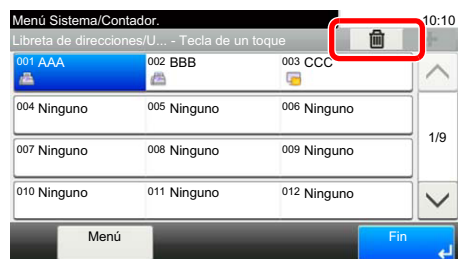 Menú Sistema/Contador. 10:10
Libreta de direcciones/U... - Tecla de un toque
001 AAA 002 BBB 003 CCC
004 Ninguno 005 Ninguno 006 Ninguno
1/9
007 Ninguno 008 Ninguno 009 Ninguno
010 Ninguno 011 Ninguno 012 Ninguno
Menú Fin